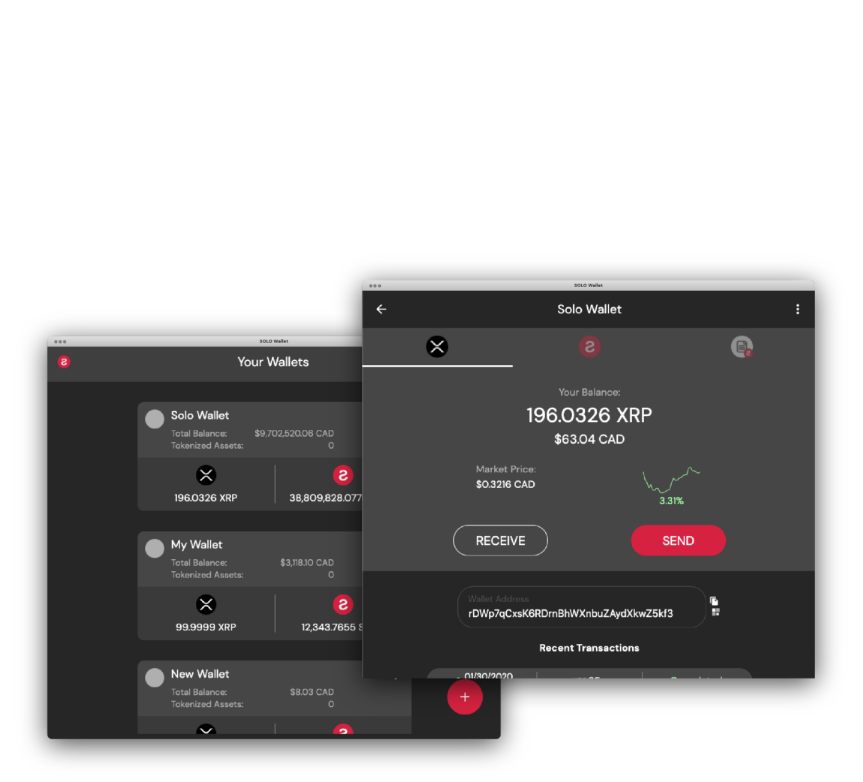 SOLO Wallet
Your Wallets
Solo Wallet
Total Balance: $9,702,520.06 CAD
Tokenized Assets: 0
196.0326 XRP 38,809,828.077
My Wallet
Total Balance: $3,118.10 CAD
Tokenized Assets: 0
99.9999 XRP 12,343.7655 S
New Wallet
Total Balance: $8.03 CAD
Tokenized Assets: 0
+
SOLO Wallet
Solo Wallet
Your Balance:
196.0326 XRP
$63.04 CAD
Market Price:
$0.3216 CAD
3.31%
RECEIVE SEND
Wallet Address
rDWp7qCxsK6RDrnBhWXnbuZAydXkwZ5kf3
Recent Transactions
01/30/2020